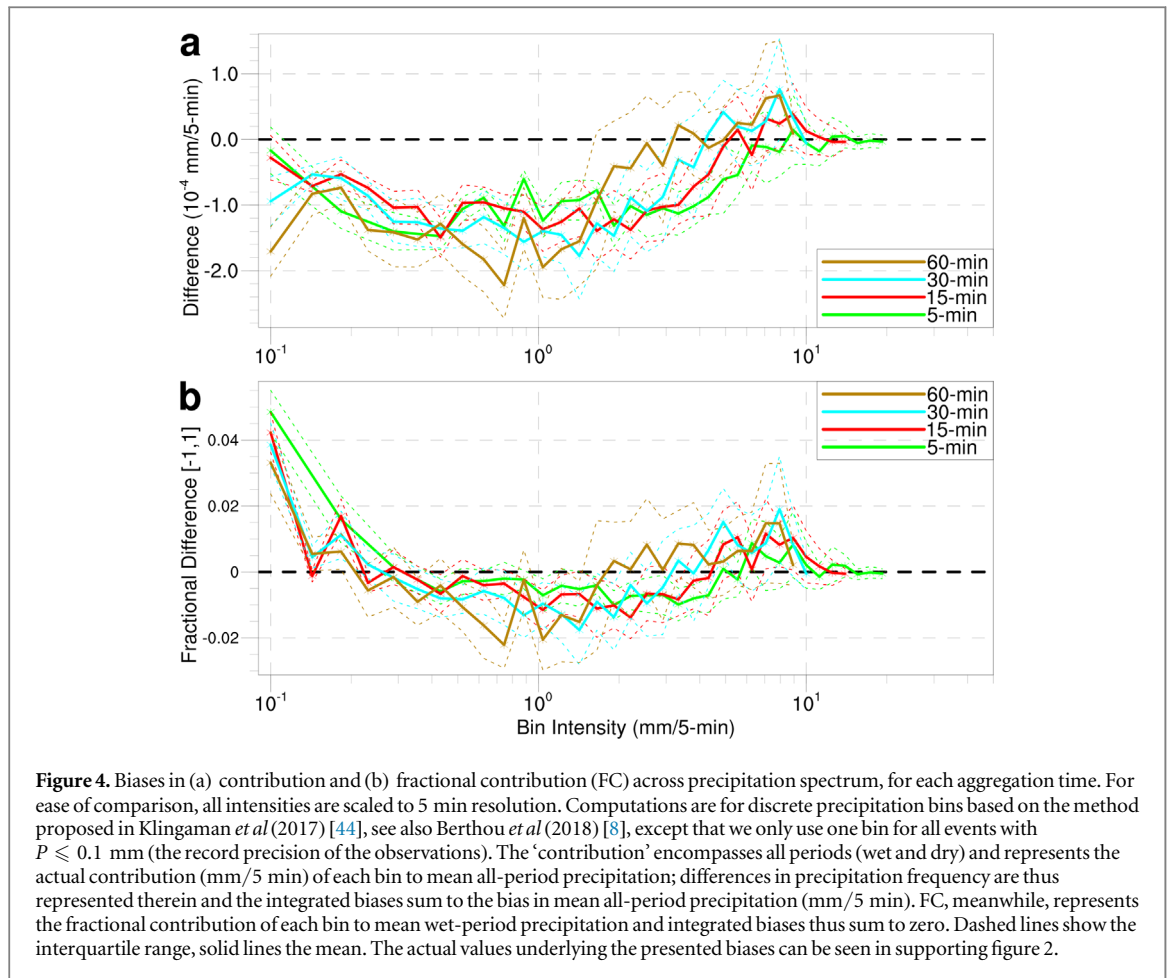 a
Difference (10-4 mm/5-min)
1.0
0.0
-1.0
-2.0
60-min
30-min
15-min
5-min
10-1
100
101
b
Fractional Difference [-1,1]
0.04
0.02
0
-0.02
60-min
30-min
15-min
5-min
10-1
100
101
Bin Intensity (mm/5-min)
Figure 4. Biases in (a) contribution and (b) fractional contribution (FC) across precipitation spectrum, for each aggregation time. For
ease of comparison, all intensities are scaled to 5 min resolution. Computations are for discrete precipitation bins based on the method
proposed in Klingaman et al (2017) [44], see also Berthou et al (2018) [8], except that we only use one bin for all events with
P ⩽ 0.1 mm (the record precision of the observations). The ‘contribution’ encompasses all periods (wet and dry) and represents the
actual contribution (mm/5 min) of each bin to mean all-period precipitation; differences in precipitation frequency are thus
represented therein and the integrated biases sum to the bias in mean all-period precipitation (mm/5 min). FC, meanwhile, represents
the fractional contribution of each bin to mean wet-period precipitation and integrated biases thus sum to zero. Dashed lines show the
interquartile range, solid lines the mean. The actual values underlying the presented biases can be seen in supporting figure 2.